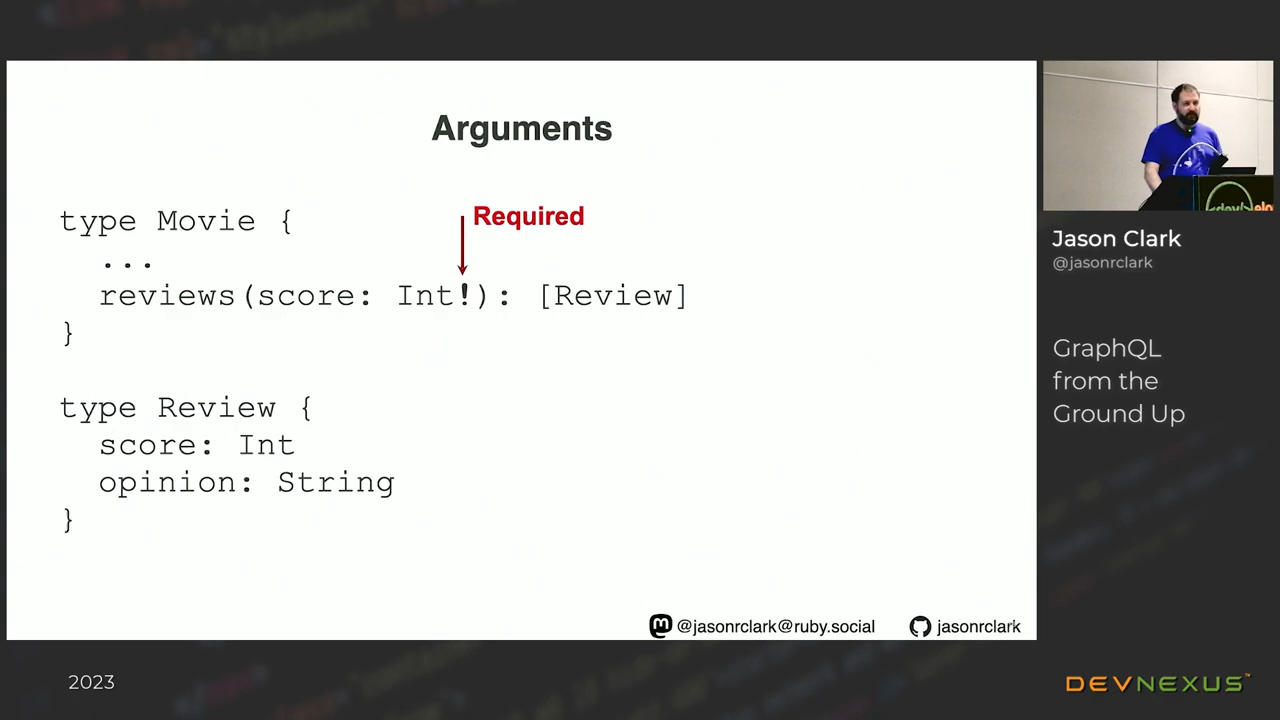 Arguments
type Movie {
Required
...
reviews(score: Int!): [Review]
}
type Review {
score: Int
opinion: String
}
@jasonrclark@ruby.social
jasonrclark
Jason Clark
@jasonrclark
GraphQL
from the
Ground Up
2023
DEVNEXUS™